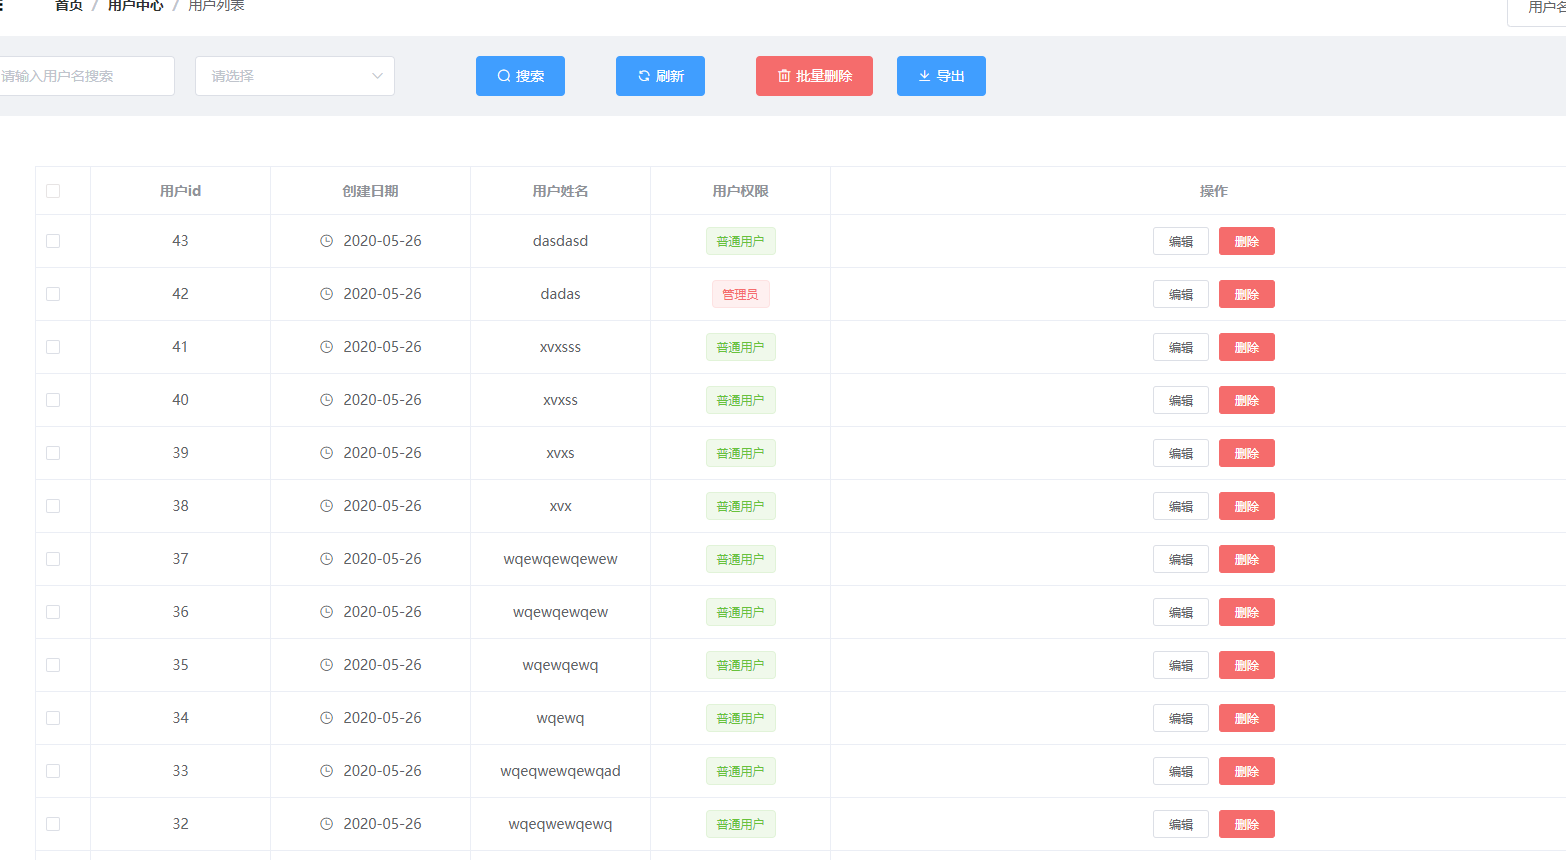 首页 / 用户中心 / 用户列表
用户名
请输入用户名搜索 请选择 搜索 刷新 批量删除 导出
用户id 创建日期 用户姓名 用户权限 操作
43 2020-05-26 dasdasd 普通用户 编辑 删除
42 2020-05-26 dadas 管理员 编辑 删除
41 2020-05-26 xvxsss 普通用户 编辑 删除
40 2020-05-26 xvxss 普通用户 编辑 删除
39 2020-05-26 xvxs 普通用户 编辑 删除
38 2020-05-26 xvx 普通用户 编辑 删除
37 2020-05-26 wqewqewqewew 普通用户 编辑 删除
36 2020-05-26 wqewqewqew 普通用户 编辑 删除
35 2020-05-26 wqewqewq 普通用户 编辑 删除
34 2020-05-26 wqewq 普通用户 编辑 删除
33 2020-05-26 wqeqwewqewqad 普通用户 编辑 删除
32 2020-05-26 wqeqwewqewq 普通用户 编辑 删除